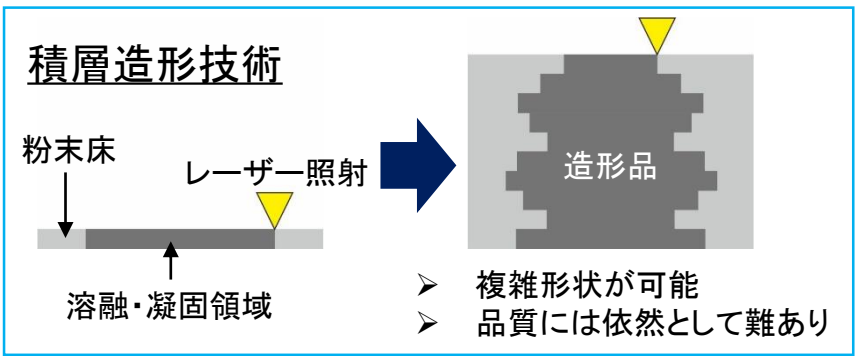 積層造形技術
粉末床
レーザー照射
溶融・凝固領域
造形品
➢ 複雑形状が可能
➢ 品質には依然として難あり